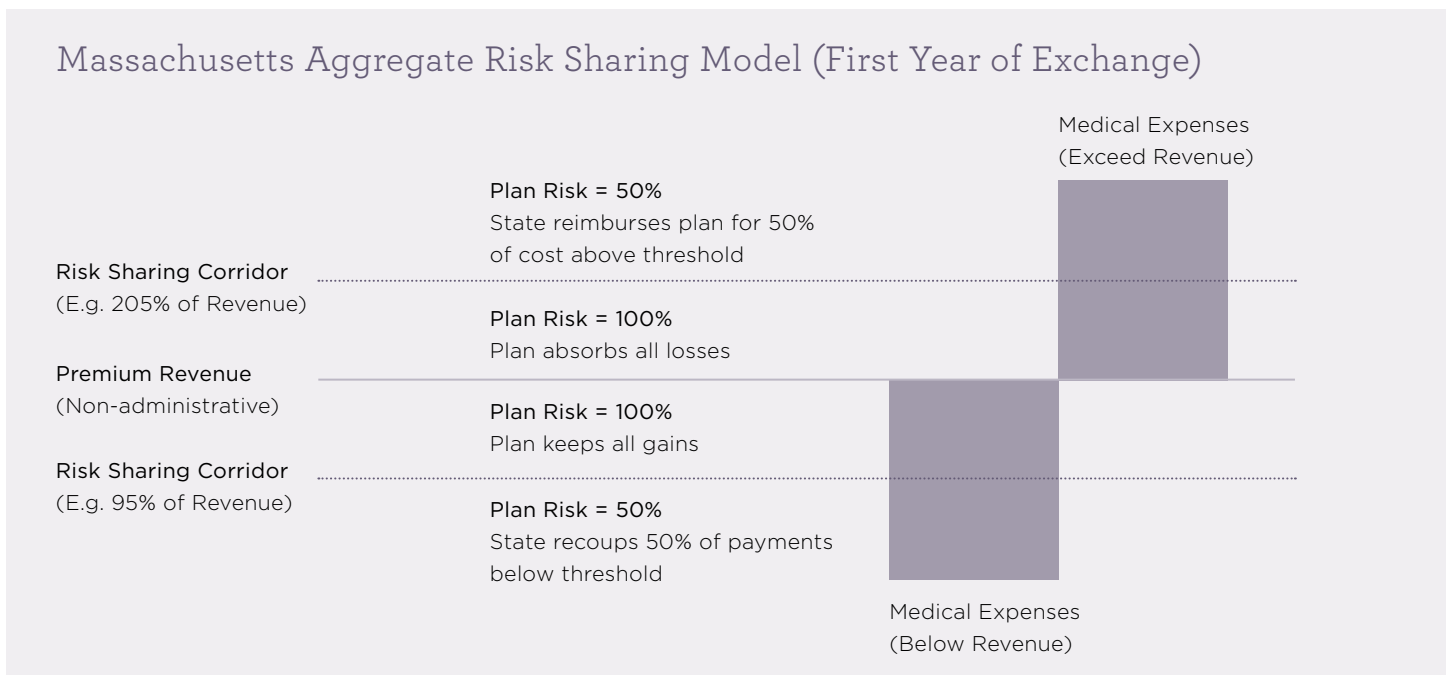 Massachusetts Aggregate Risk Sharing Model (First Year of Exchange)
Medical Expenses
(Exceed Revenue)
Plan Risk = 50%
State reimburses plan for 50%
of cost above threshold
Risk Sharing Corridor
(E.g. 205% of Revenue)
Plan Risk = 100%
Plan absorbs all losses
Premium Revenue
(Non-administrative)
Plan Risk = 100%
Plan keeps all gains
Risk Sharing Corridor
(E.g. 95% of Revenue)
Plan Risk = 50%
State recoups 50% of payments
below threshold
Medical Expenses
(Below Revenue)